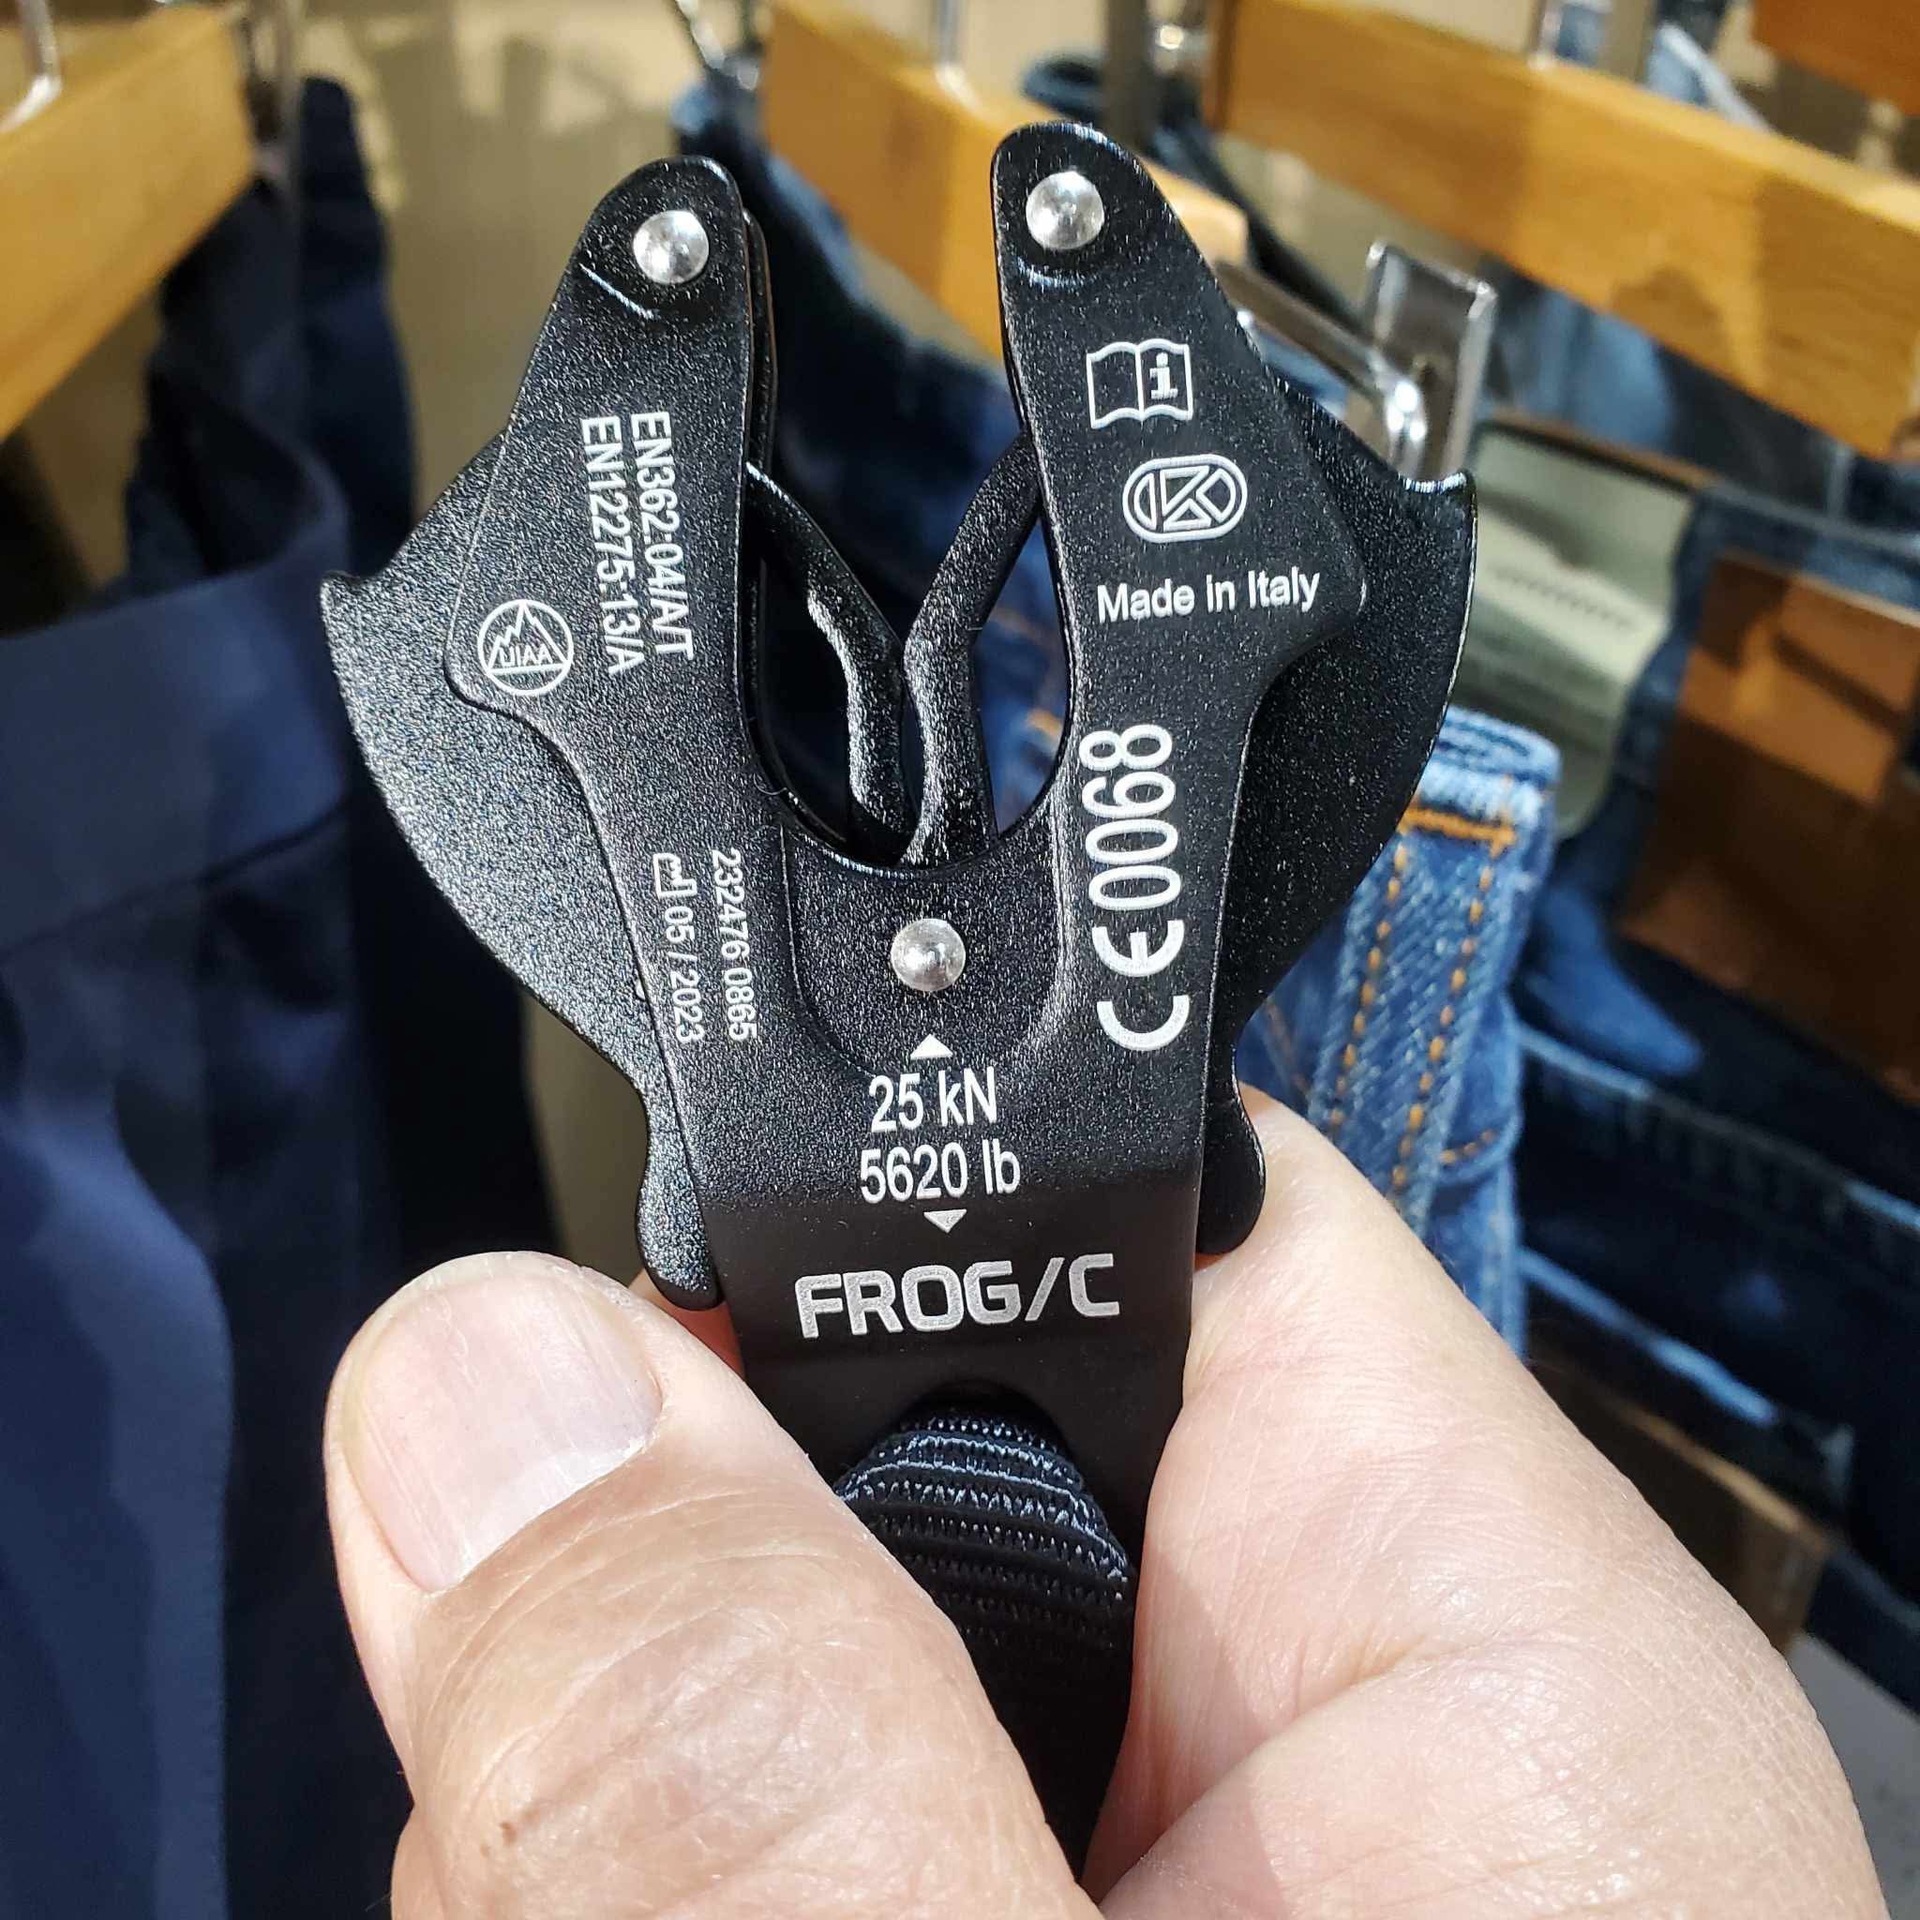 EN362:04/A/T
EN12275:13/A
UIAA
Made in Italy
CE 0068
232476 0865
05 / 2023
25 kN
5620 lb
FROG/C